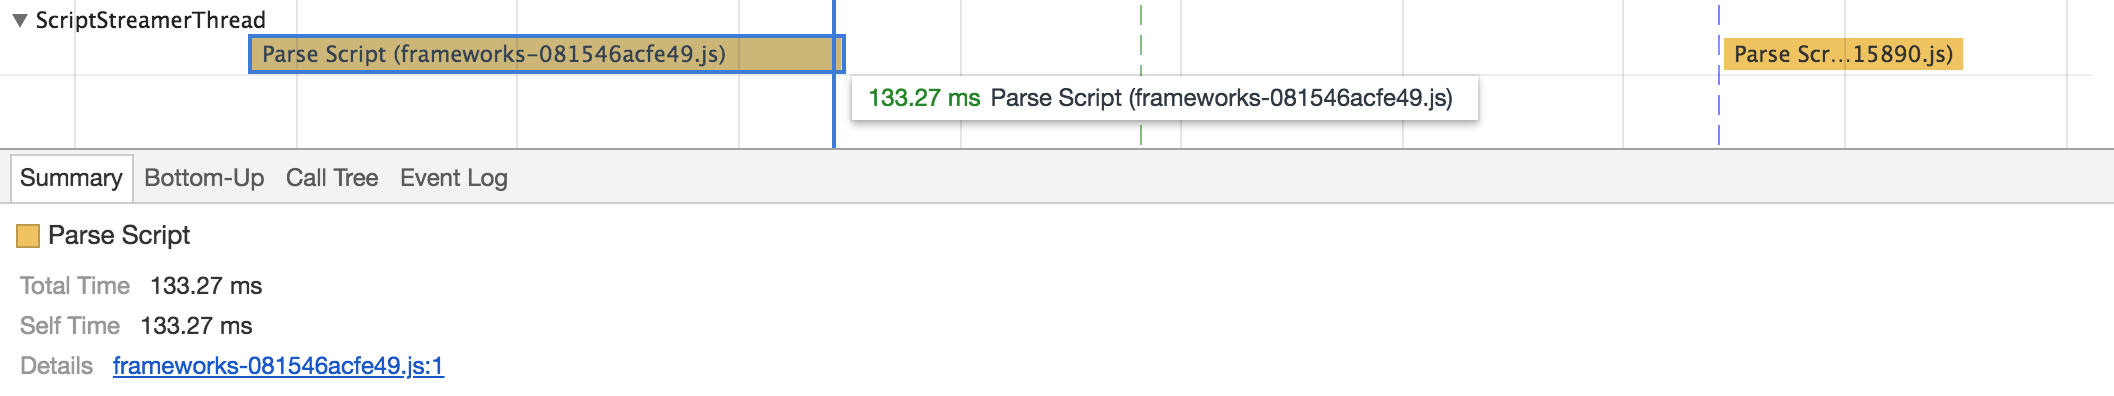 ScriptStreamerThread
Parse Script (frameworks-081546acfe49.js)
Parse Scr...15890.js)
133.27 ms Parse Script (frameworks-081546acfe49.js)
Summary Bottom-Up Call Tree Event Log
Parse Script
Total Time 133.27 ms
Self Time 133.27 ms
Details frameworks-081546acfe49.js:1